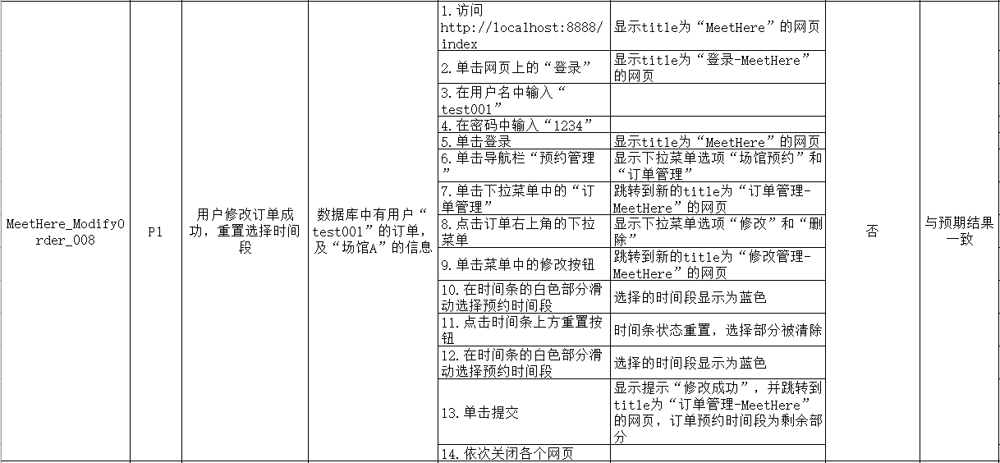 MeetHere_ModifyO
rder_008
P1
用户修改订单成
功，重置选择时间
段
数据库中有用户“
test001”的订单，
及“场馆A”的信息
1.访问
http://localhost:8888/
index
显示title为“MeetHere”的网页
2.单击网页上的“登录”
显示title为“登录-MeetHere”
的网页
3.在用户名中输入“
test001”
4.在密码中输入“1234”
5.单击登录
显示title为“MeetHere”的网页
6.单击导航栏“预约管理
”
显示下拉菜单选项“场馆预约”和
“订单管理”
7.单击下拉菜单中的“订
单管理”
跳转到新的title为“订单管理-
MeetHere”的网页
8.点击订单右上角的下拉
菜单
显示下拉菜单选项“修改”和“删
除”
9.单击菜单中的修改按钮
跳转到新的title为“修改管理-
MeetHere”的网页
10.在时间条的白色部分滑
动选择预约时间段
选择的时间段显示为蓝色
11.点击时间条上方重置按
钮
时间条状态重置，选择部分被清除
12.在时间条的白色部分滑
动选择预约时间段
选择的时间段显示为蓝色
13.单击提交
显示提示“修改成功”，并跳转到
title为“订单管理-MeetHere”
的网页，订单预约时间段为剩余部
分
14.依次关闭各个网页
否
与预期结果
一致